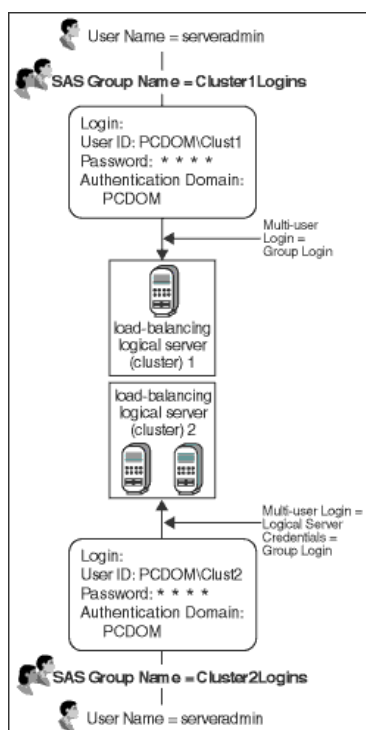 User Name = serveradmin
SAS Group Name = Cluster1Logins
Login:
User ID: PCDOM\Clust1
Password: * * * *
Authentication Domain:
PCDOM
Multi-user
Login =
Group Login
load-balancing
logical server
(cluster) 1
load-balancing
logical server
(cluster) 2
Multi-user Login =
Logical Server
Credentials =
Group Login
Login:
User ID: PCDOM\Clust2
Password: * * * *
Authentication Domain:
PCDOM
SAS Group Name = Cluster2Logins
User Name = serveradmin